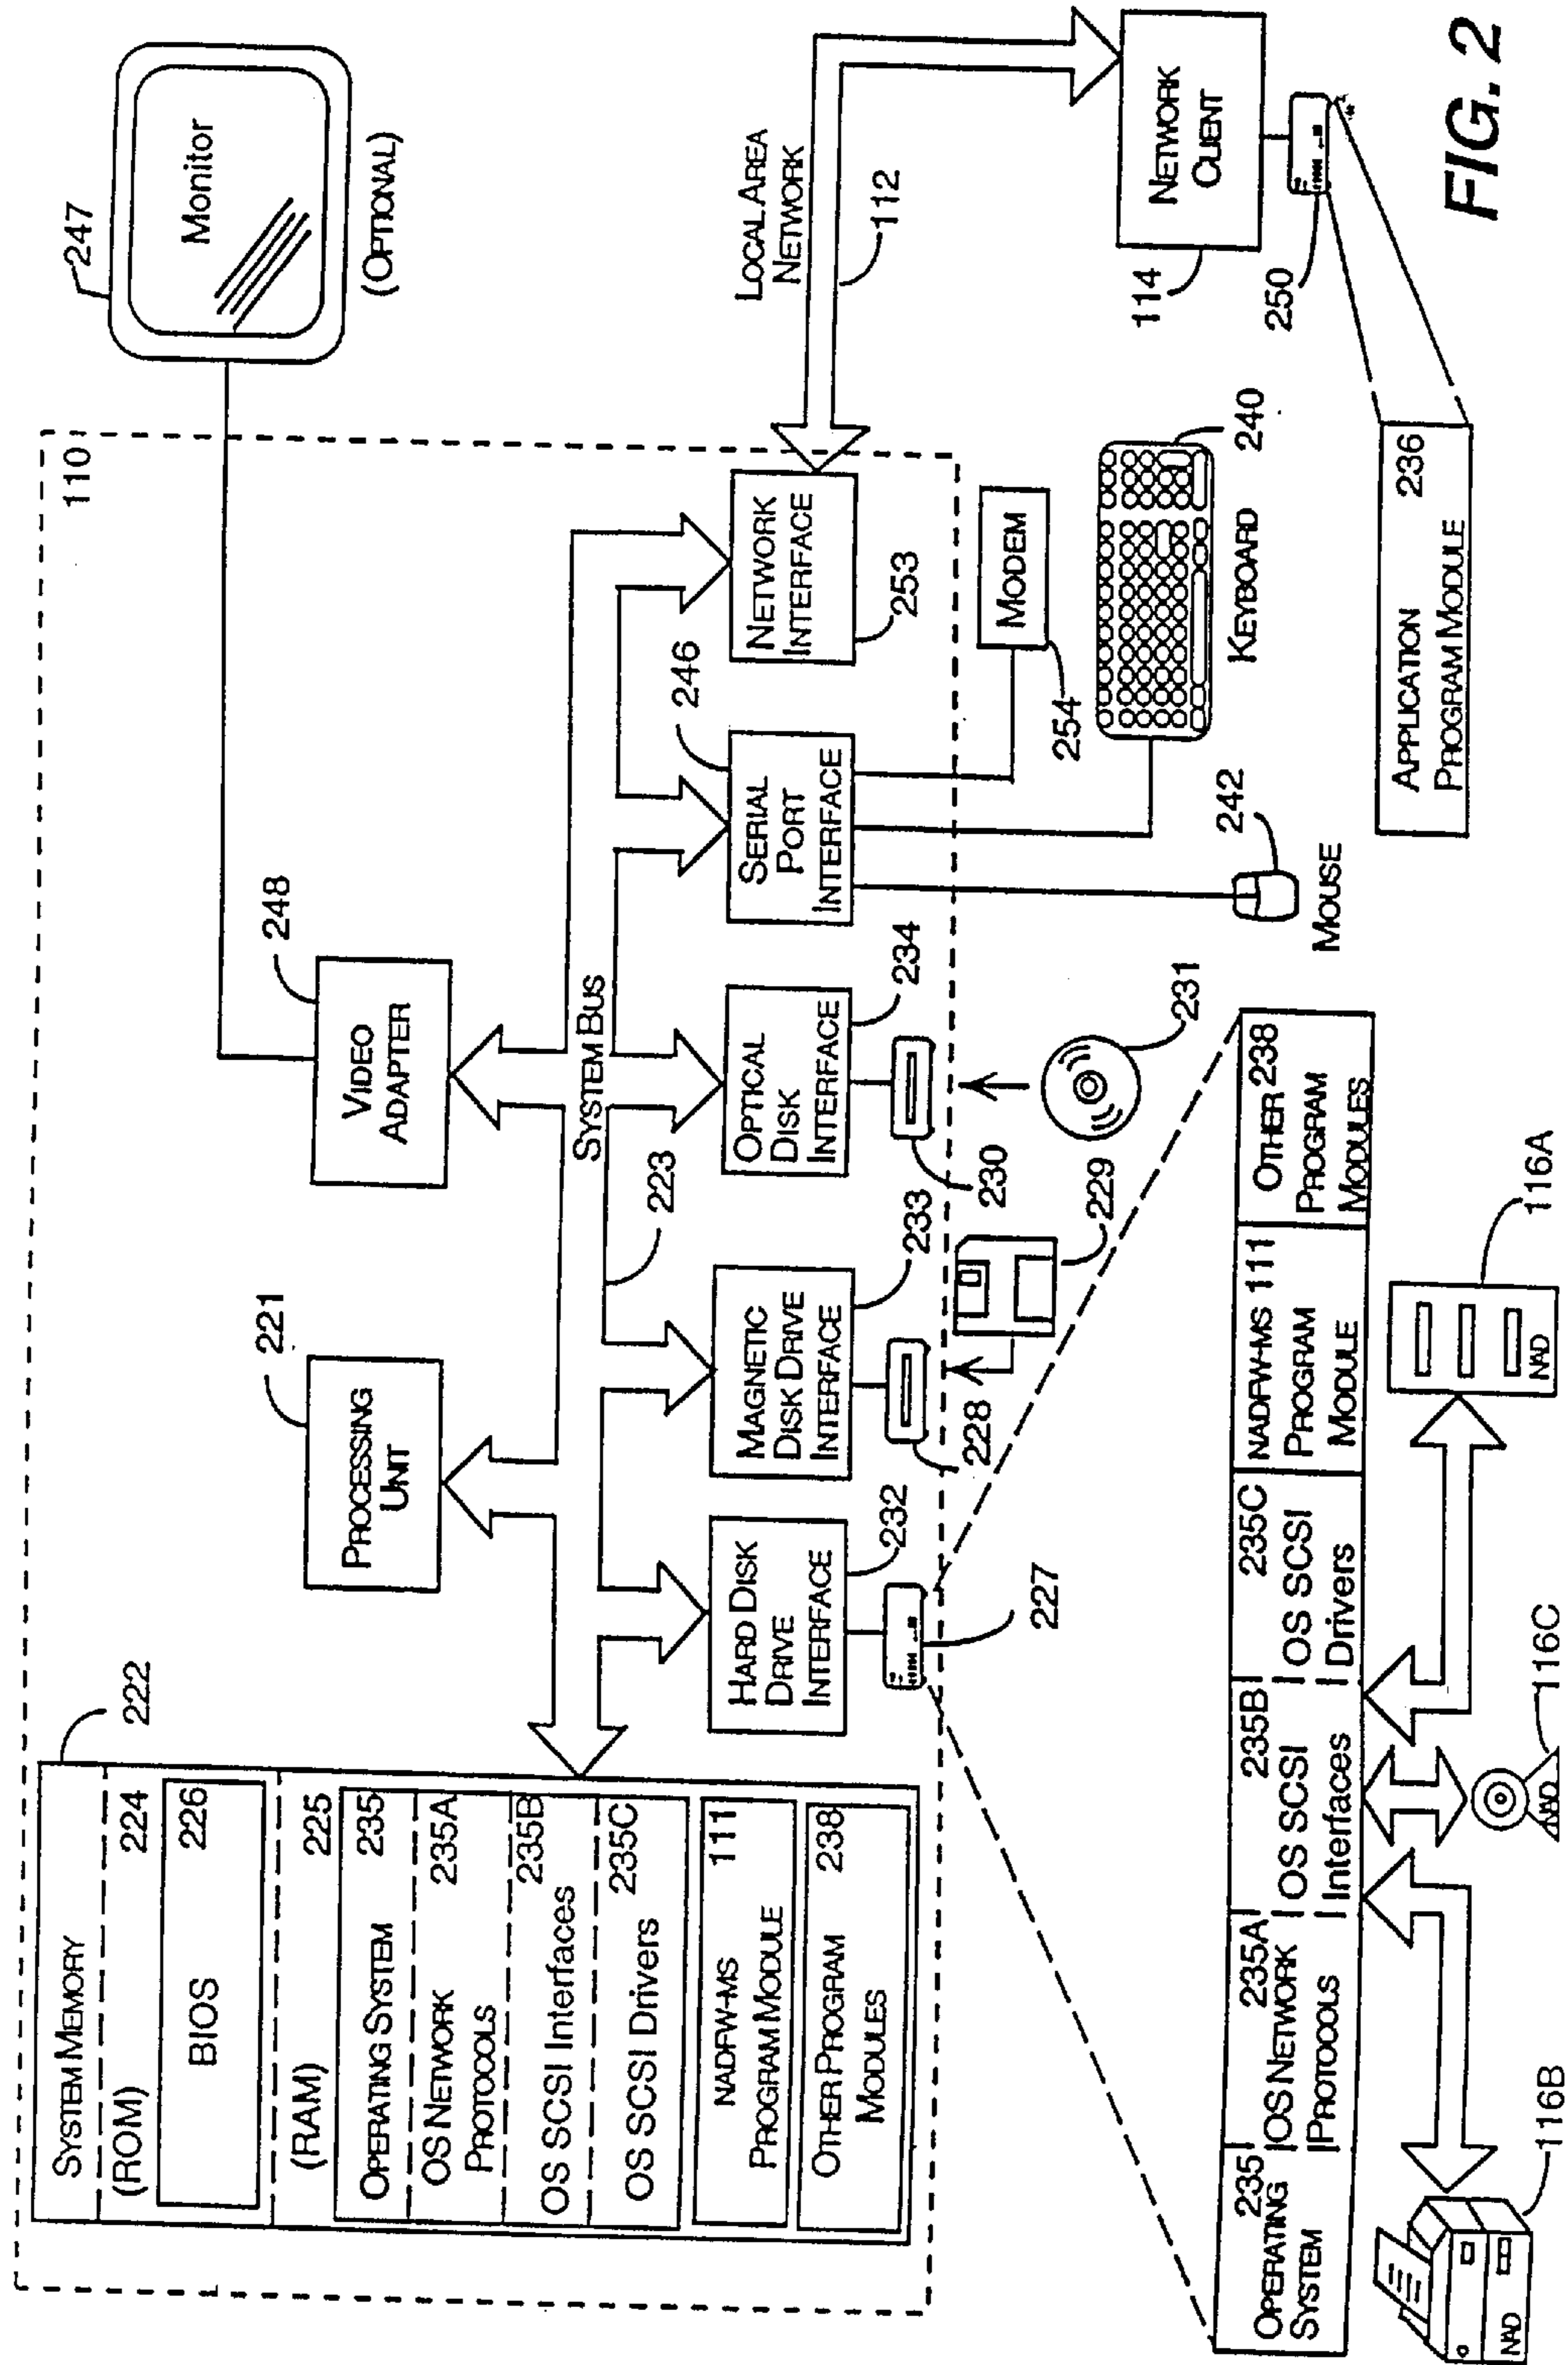 110
247
Monitor
(OPTIONAL)
222
SYSTEM MEMORY
(ROM) 224
BIOS 226
(RAM) 225
OPERATING SYSTEM 235
OS NETWORK 235A
PROTOCOLS
OS SCSI Interfaces 235B
OS SCSI Drivers 235C
NADFW-MS 111
PROGRAM MODULE
OTHER PROGRAM 238
MODULES
221
PROCESSING
UNIT
248
VIDEO
ADAPTER
SYSTEM BUS
223
HARD DISK
DRIVE
INTERFACE
232
MAGNETIC
DISK DRIVE
INTERFACE
233
OPTICAL
DISK
INTERFACE
234
SERIAL
PORT
INTERFACE
246
NETWORK
INTERFACE
253
LOCAL AREA
NETWORK
112
227
228
229
230
231
MODEM
254
KEYBOARD
240
242
MOUSE
NETWORK
CLIENT
114
250
APPLICATION 236
PROGRAM MODULE
235
OPERATING
SYSTEM
235A
OS NETWORK
PROTOCOLS
235B
OS SCSI
Interfaces
235C
OS SCSI
Drivers
NADFW-MS 111
PROGRAM
MODULE
OTHER 238
PROGRAM
MODULES
NAD
116B
NAD
116C
NAD
116A
FIG. 2